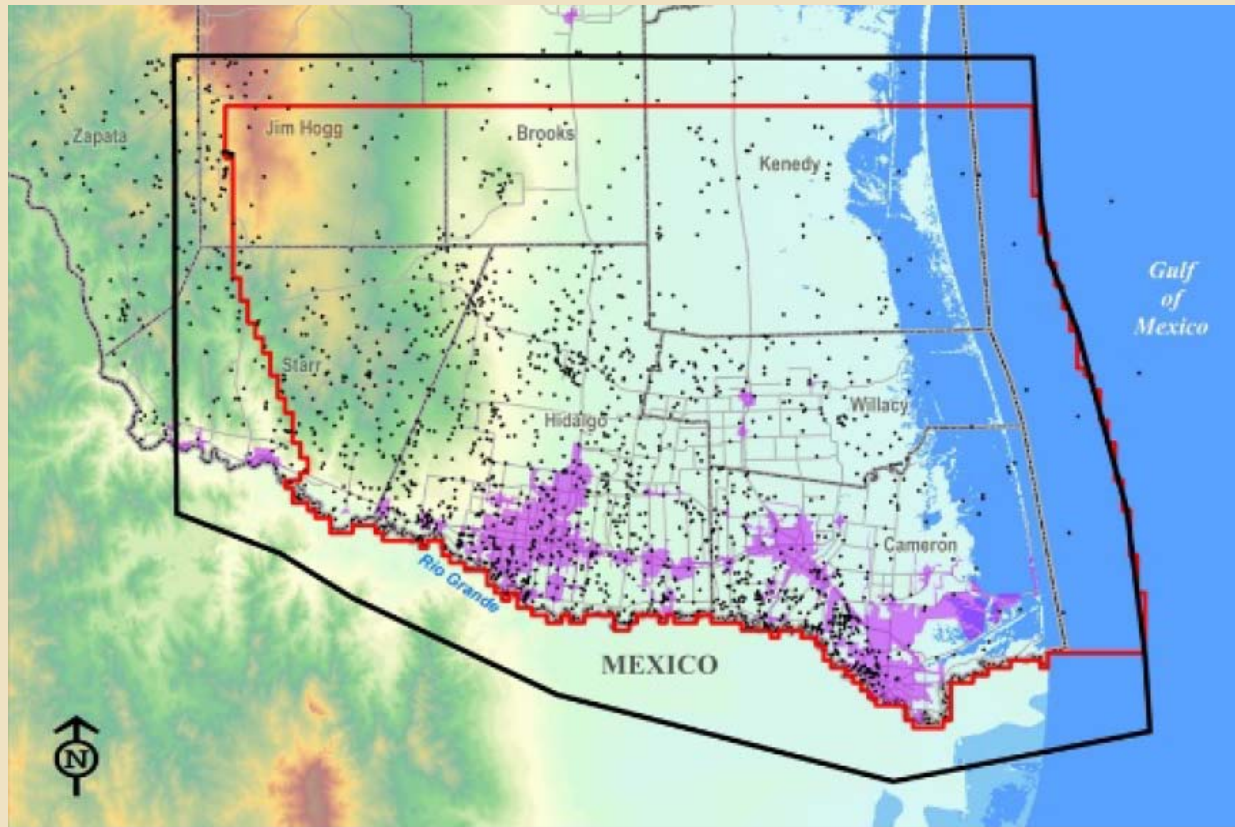 Zapata
Jim Hogg
Brooks
Kenedy
Gulf
of
Mexico
Starr
Hidalgo
Willacy
Cameron
Rio Grande
MEXICO
N